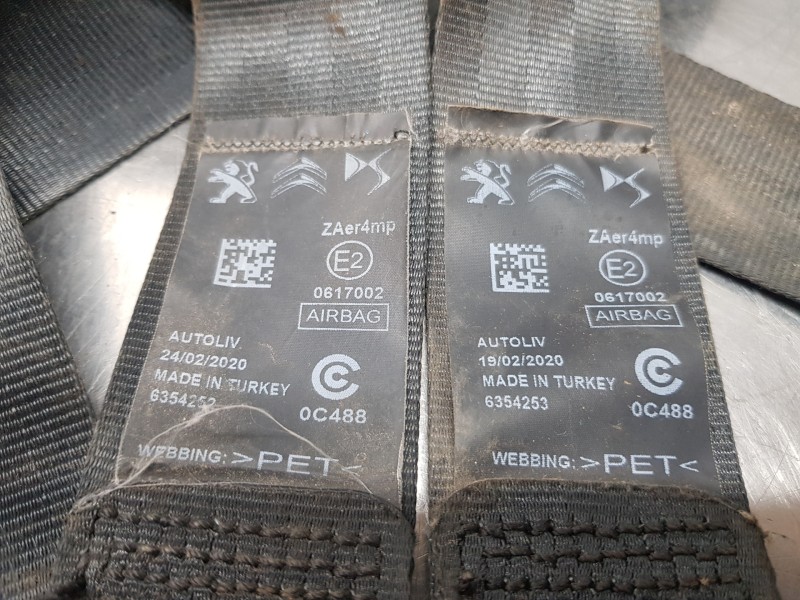 ZAer4mp
E2
0617002
AIRBAG
AUTOLIV
24/02/2020
MADE IN TURKEY
6354252
0C488
WEBBING: >PET<
ZAer4mp
E2
0617002
AIRBAG
AUTOLIV
19/02/2020
MADE IN TURKEY
6354253
0C488
WEBBING: >PET<